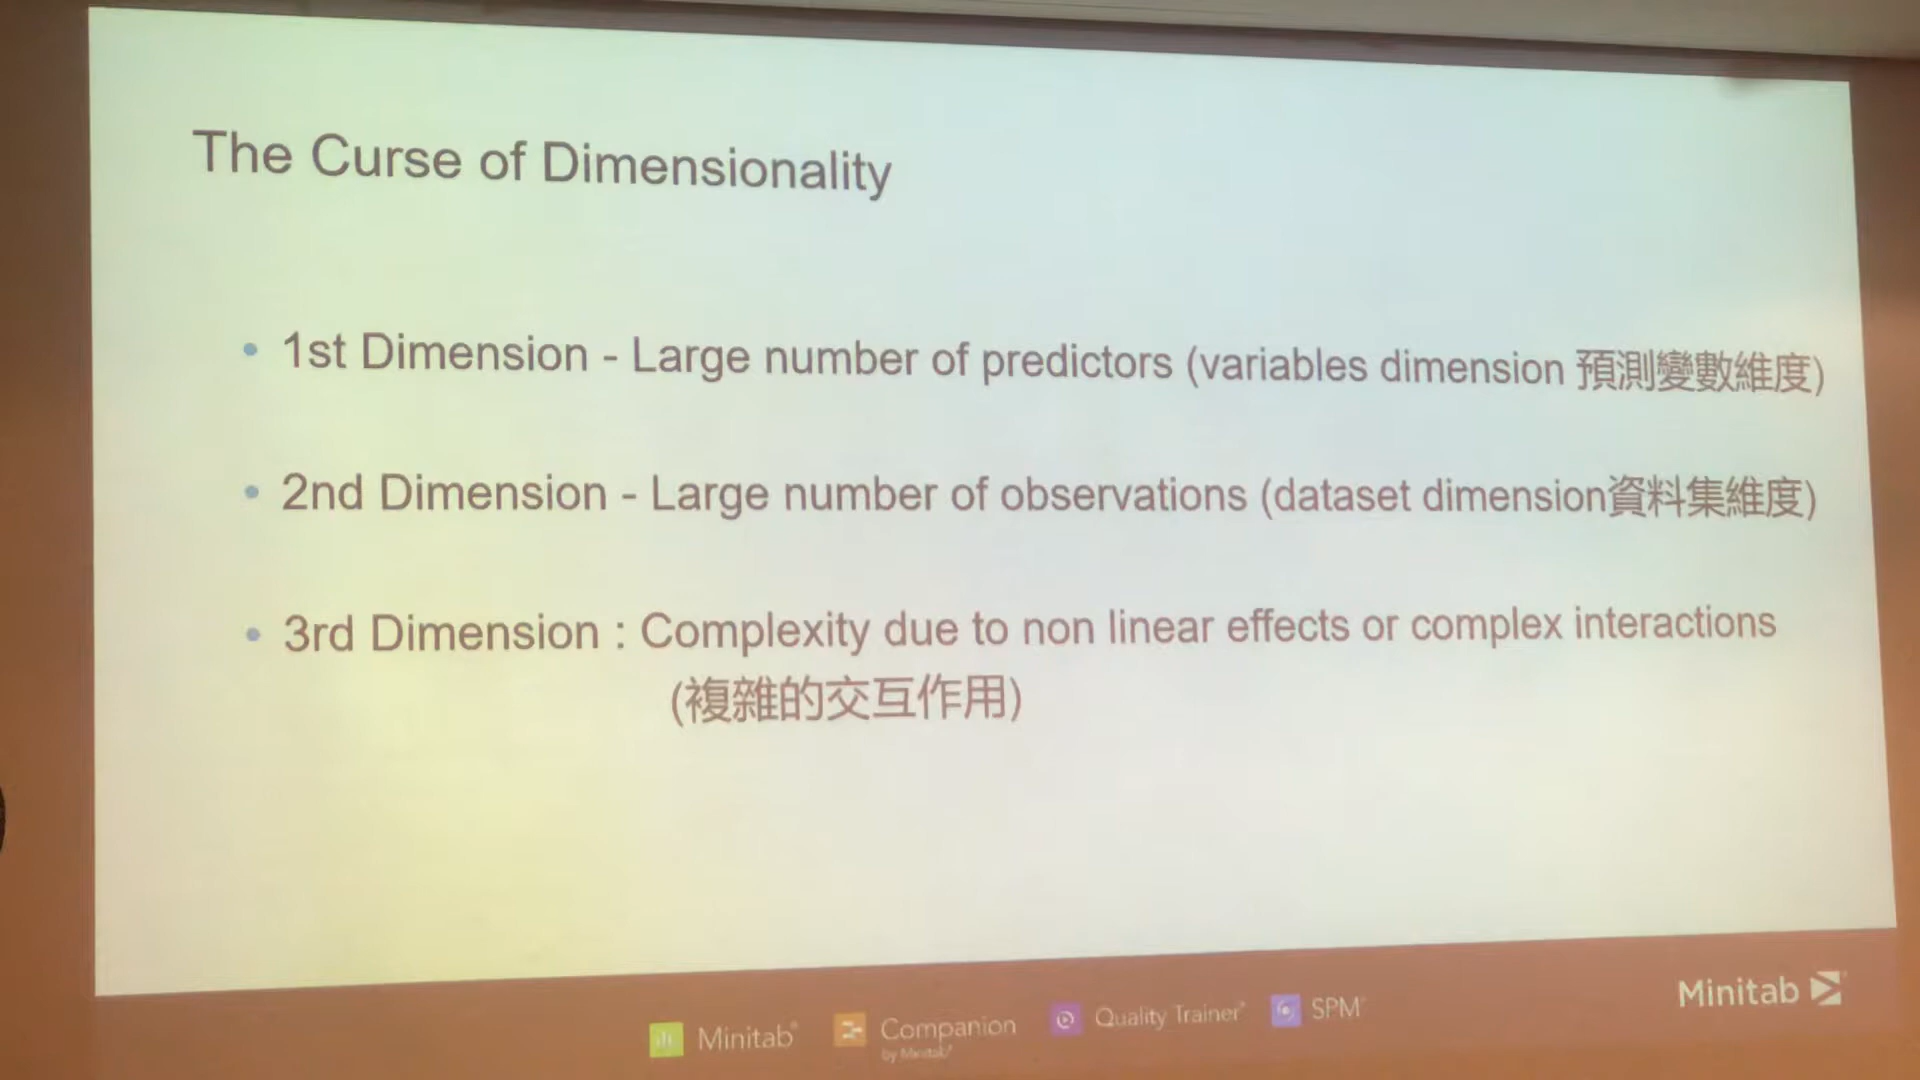 The Curse of Dimensionality
• 1st Dimension - Large number of predictors (variables dimension 預測變數維度)
• 2nd Dimension - Large number of observations (dataset dimension資料集維度)
• 3rd Dimension : Complexity due to non linear effects or complex interactions
(複雜的交互作用)
Minitab
Minitab®
Companion
by Minitab®
Quality Trainer®
SPM®